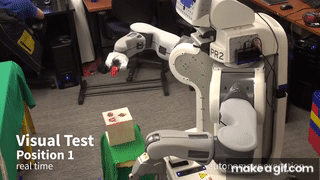 PR2
Visual Test
Position 1
real time
makeagif.com